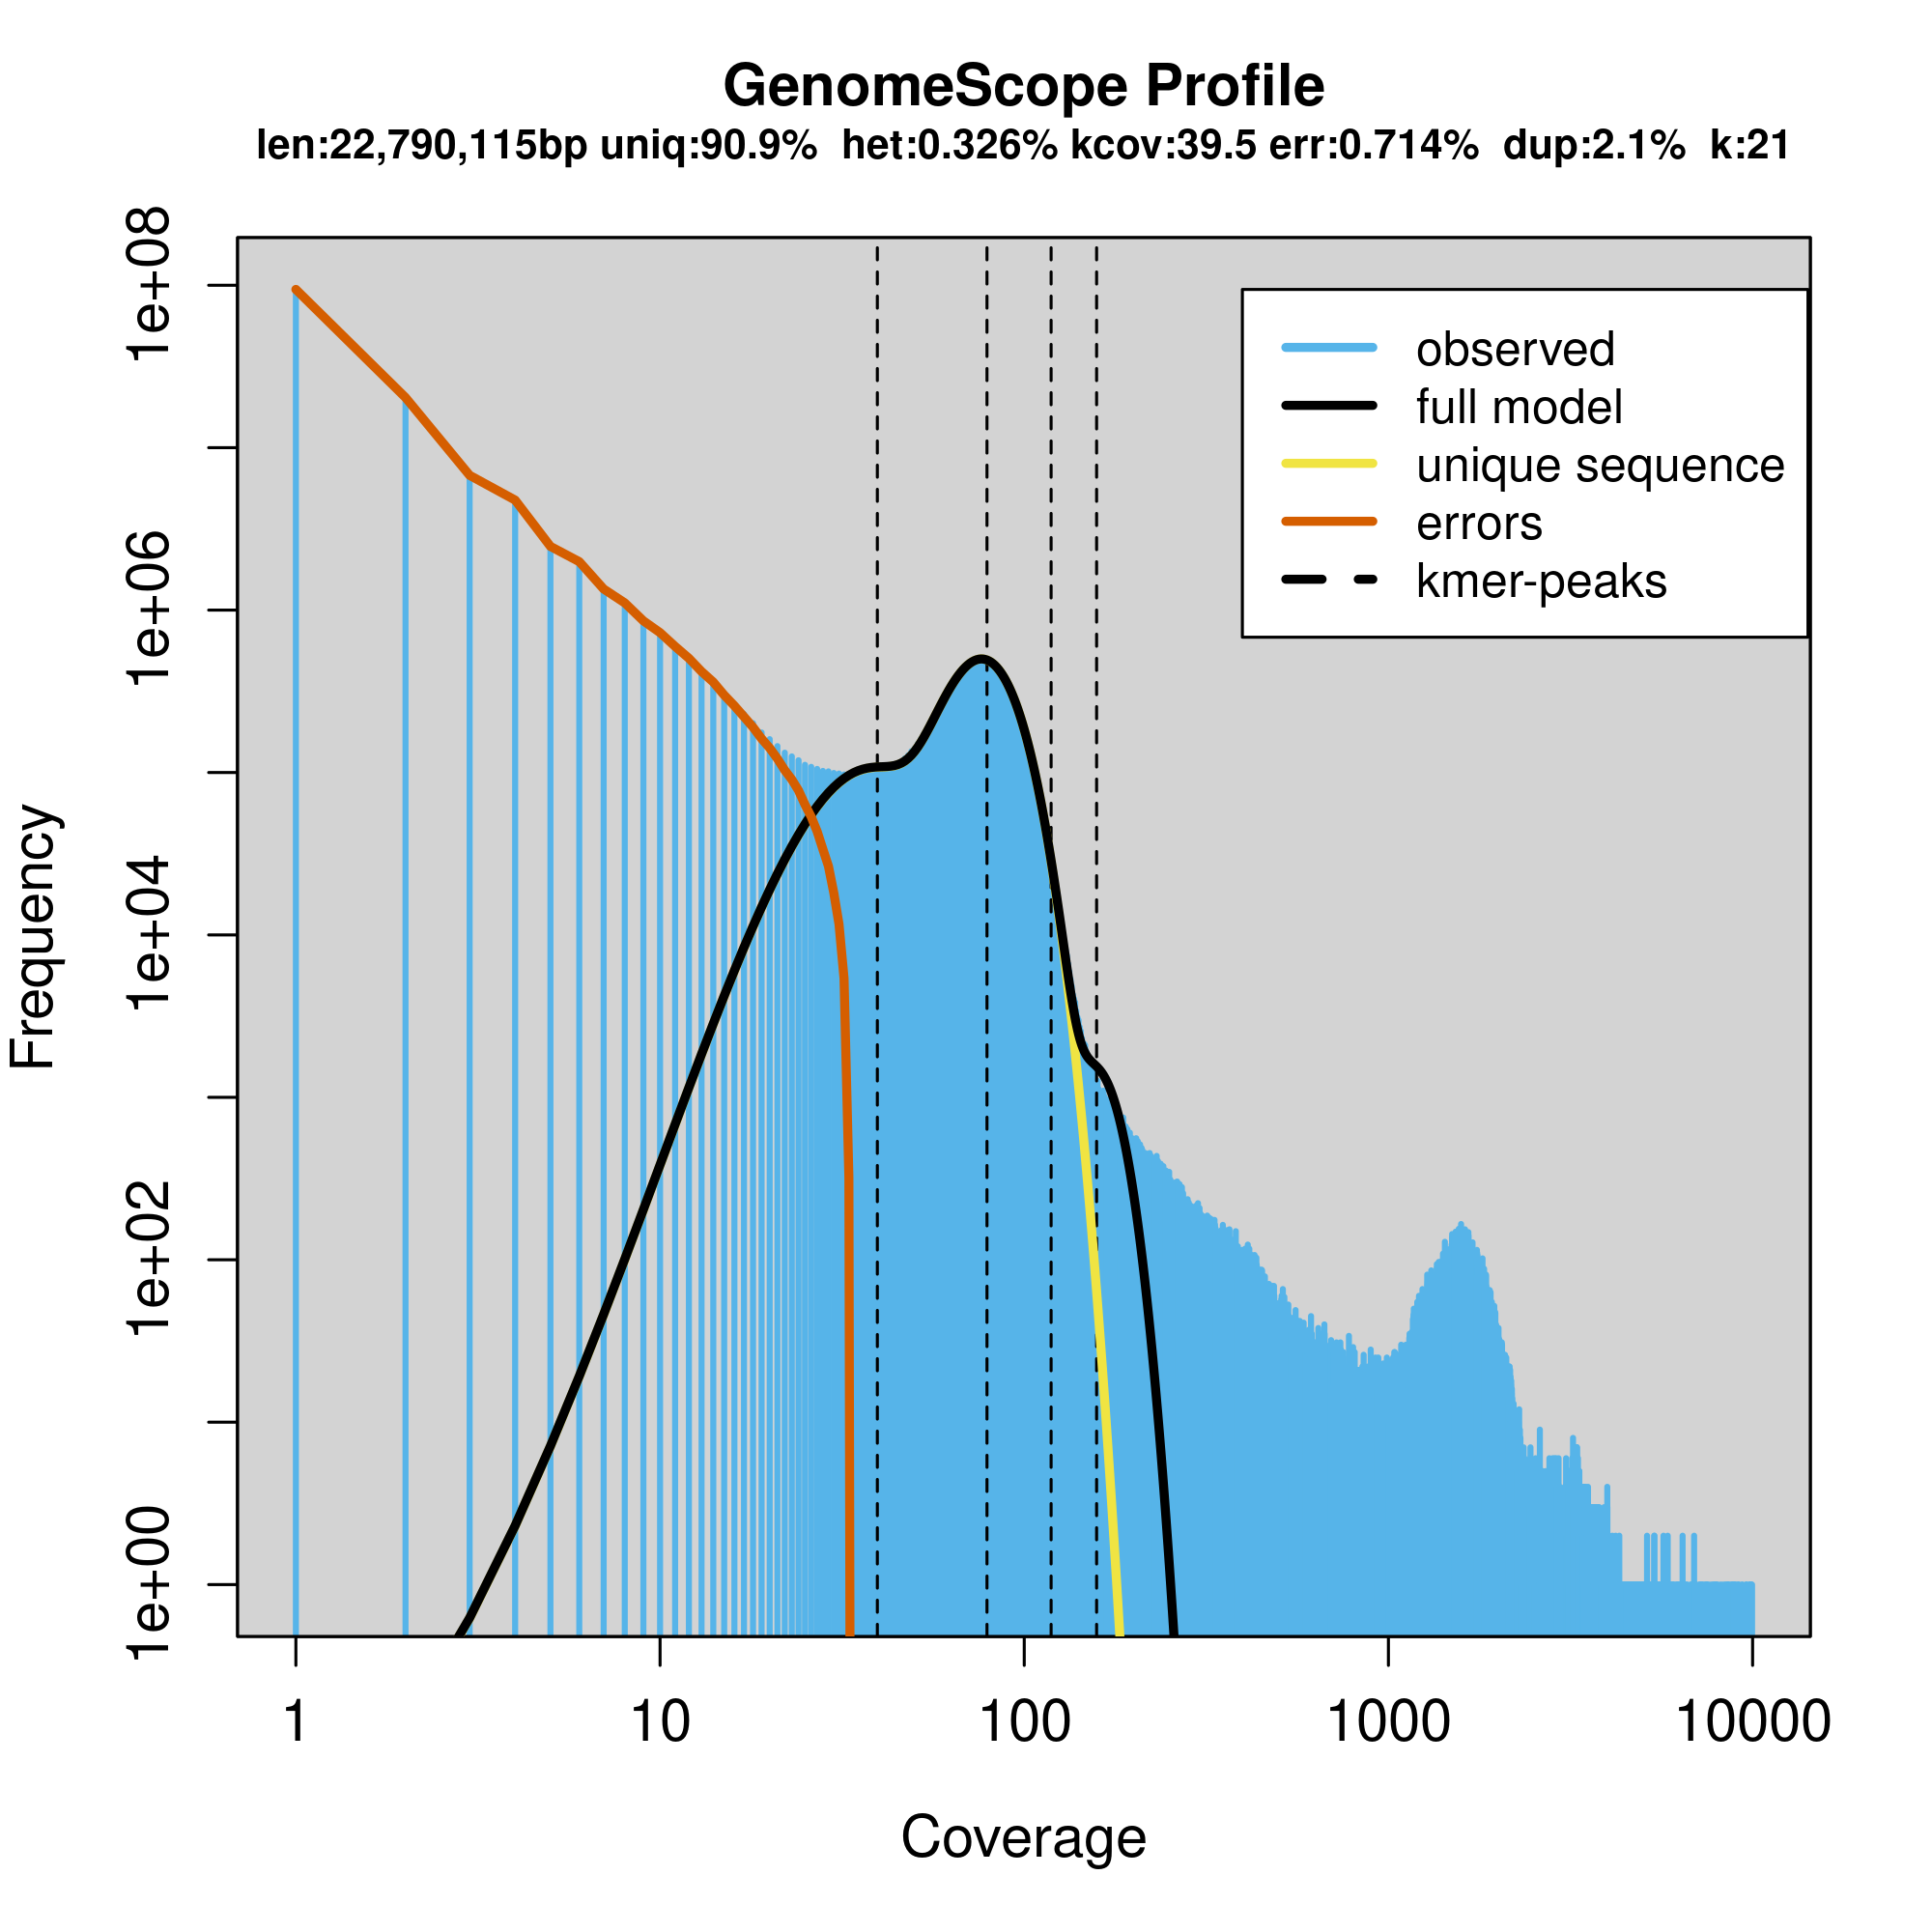 GenomeScope Profile
len:22,790,115bp uniq:90.9% het:0.326% kcov:39.5 err:0.714% dup:2.1% k:21
1e+08
1e+06
1e+04
1e+02
1e+00
Frequency
observed
full model
unique sequence
errors
kmer-peaks
1 10 100 1000 10000
Coverage